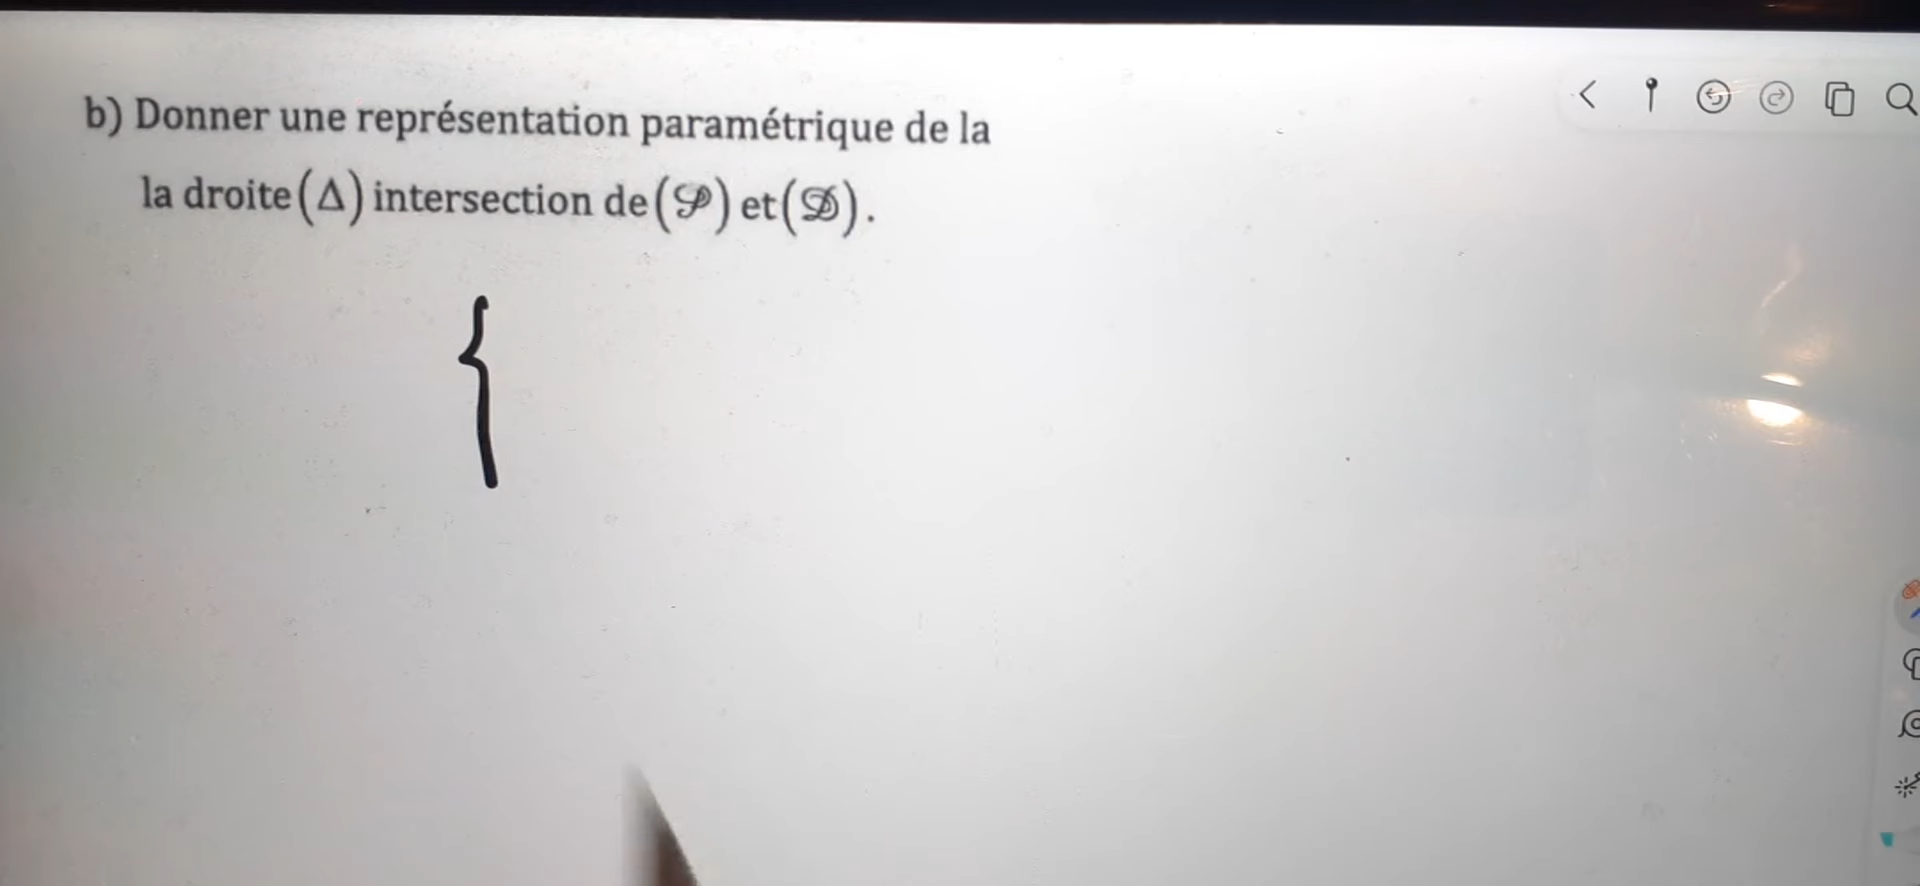 b) Donner une représentation paramétrique de la
la droite (Δ) intersection de (𝒫) et (𝒟).
{